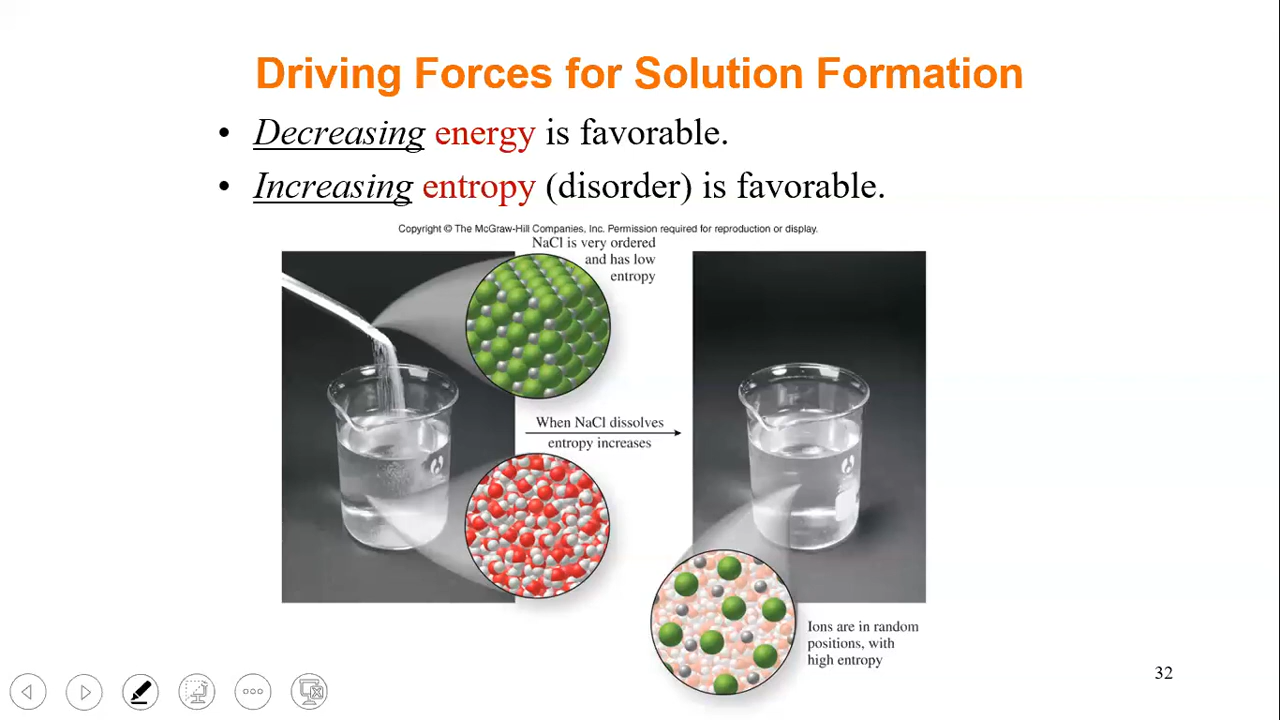 Driving Forces for Solution Formation
• Decreasing energy is favorable.
• Increasing entropy (disorder) is favorable.
Copyright © The McGraw-Hill Companies, Inc. Permission required for reproduction or display.
NaCl is very ordered
and has low
entropy
When NaCl dissolves
entropy increases
Ions are in random
positions, with
high entropy
32